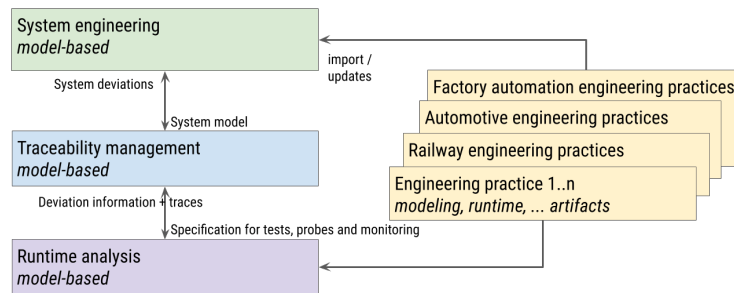 System engineering
model-based
import /
updates
System deviations
System model
Factory automation engineering practices
Automotive engineering practices
Railway engineering practices
Engineering practice 1..n
modeling, runtime, ... artifacts
Traceability management
model-based
Deviation information + traces
Specification for tests, probes and monitoring
Runtime analysis
model-based